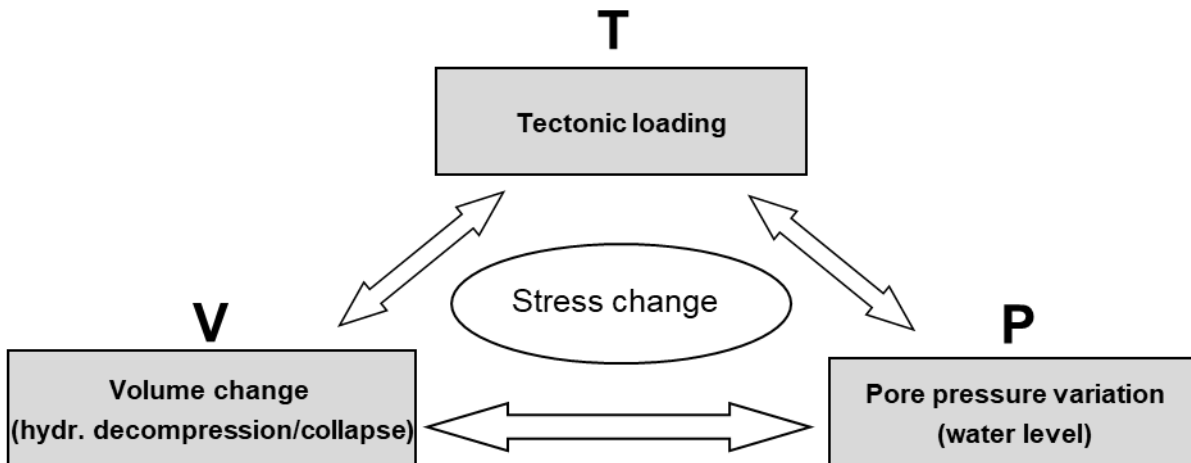 T
Tectonic loading
Stress change
V
Volume change
(hydr. decompression/collapse)
P
Pore pressure variation
(water level)